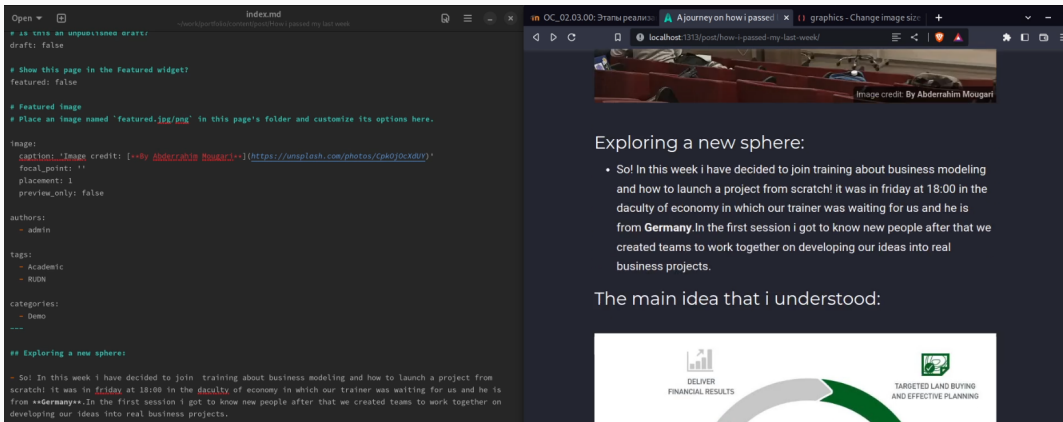 Open
index.md
~/work/portfolio/content/post/How i passed my last week
# Is this an unpublished draft?
draft: false
# Show this page in the Featured widget?
featured: false
# Featured image
# Place an image named `featured.jpg/png` in this page's folder and customize its options here.
image:
caption: 'Image credit: [**By Abderrahim Mougari**](https://unsplash.com/photos/CpkOjOcXdUY)'
focal_point: ''
placement: 1
preview_only: false
authors:
- admin
tags:
- Academic
- RUDN
categories:
- Demo
---
## Exploring a new sphere:
- So! In this week i have decided to join  training about business modeling and how to launch a project from
scratch! it was in friday at 18:00 in the daculty of economy in which our trainer was waiting for us and he is
from **Germany**.In the first session i got to know new people after that we created teams to work together on
developing our ideas into real business projects.
ОС_02.03.00: Этапы реализ
A journey on how i passed
graphics - Change image size
localhost:1313/post/how-i-passed-my-last-week/
Image credit: By Abderrahim Mougari
Exploring a new sphere:
• So! In this week i have decided to join training about business modeling
and how to launch a project from scratch! it was in friday at 18:00 in the
daculty of economy in which our trainer was waiting for us and he is
from Germany.In the first session i got to know new people after that we
created teams to work together on developing our ideas into real
business projects.
The main idea that i understood:
DELIVER
FINANCIAL RESULTS
TARGETED LAND BUYING
AND EFFECTIVE PLANNING